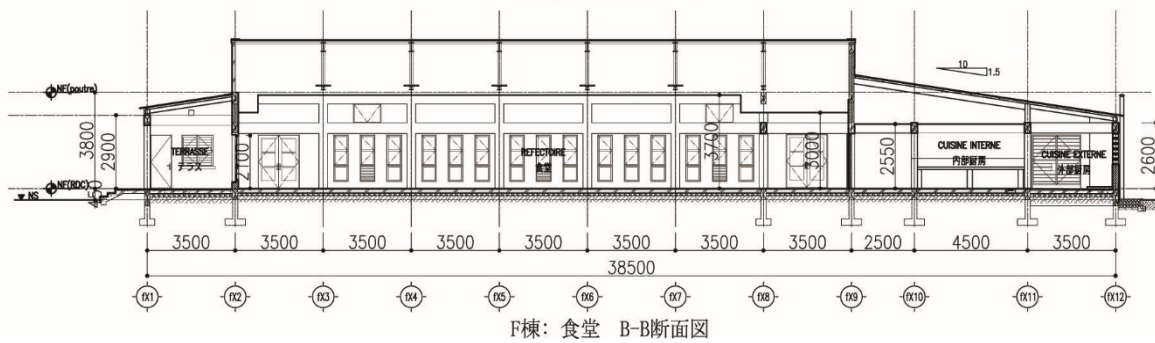 10
1.5
NF(poutre)
3800
2900
2100
3700
3000
2550
2600
TERRASSE
テラス
REFECTOIRE
食堂
CUISINE INTERNE
内部厨房
CUISINE EXTERNE
外部厨房
NF(RDC)
NS
3500 3500 3500 3500 3500 3500 3500 3500 2500 4500 3500
38500
fX1 fX2 fX3 fX4 fX5 fX6 fX7 fX8 fX9 fX10 fX11 fX12
F棟: 食堂 B-B断面図